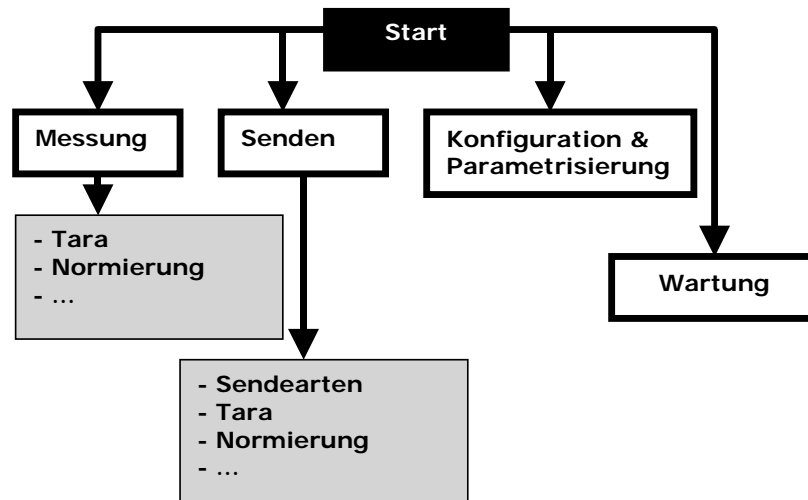 Start
Messung
Senden
Konfiguration &
Parametrisierung
- Tara
- Normierung
- ...
Wartung
- Sendearten
- Tara
- Normierung
- ...